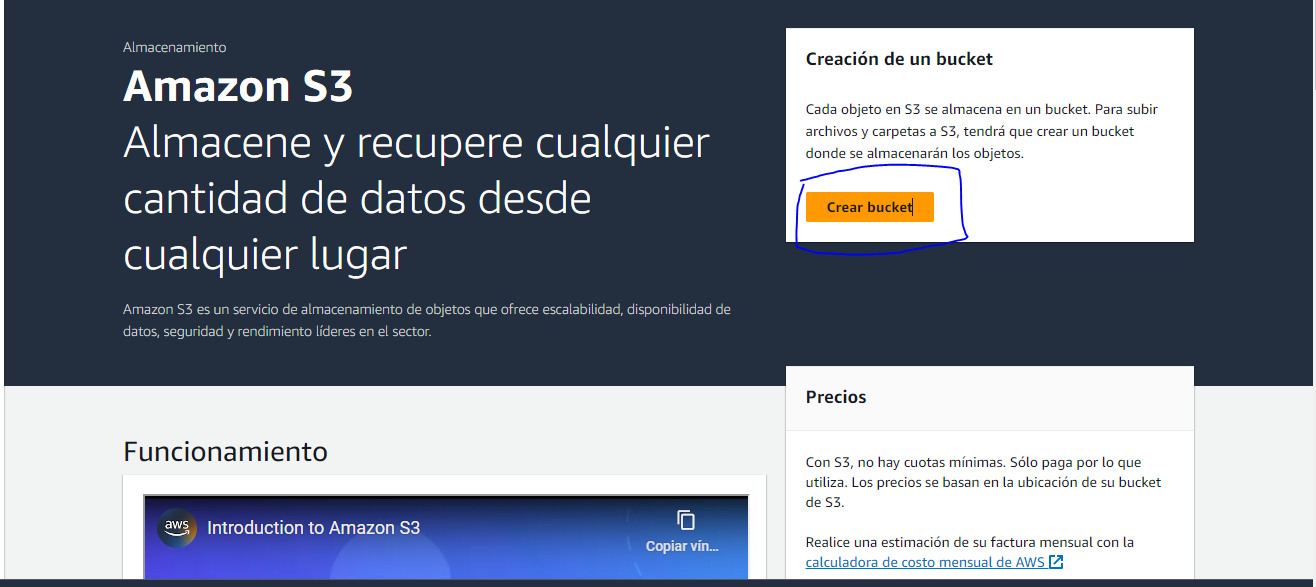 Almacenamiento
Amazon S3
Almacene y recupere cualquier
cantidad de datos desde
cualquier lugar
Amazon S3 es un servicio de almacenamiento de objetos que ofrece escalabilidad, disponibilidad de
datos, seguridad y rendimiento líderes en el sector.
Creación de un bucket
Cada objeto en S3 se almacena en un bucket. Para subir
archivos y carpetas a S3, tendrá que crear un bucket
donde se almacenarán los objetos.
Crear bucket
Funcionamiento
aws
Introduction to Amazon S3
Copiar vín...
Precios
Con S3, no hay cuotas mínimas. Sólo paga por lo que
utiliza. Los precios se basan en la ubicación de su bucket
de S3.
Realice una estimación de su factura mensual con la
calculadora de costo mensual de AWS